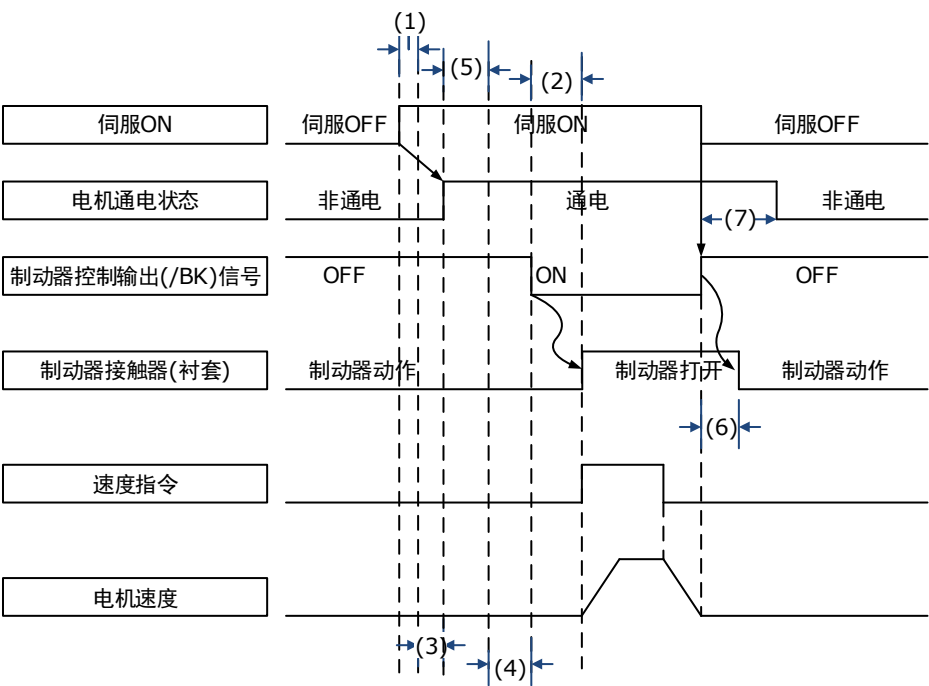 (1)
(5)
(2)
伺服ON 伺服OFF 伺服ON 伺服OFF
电机通电状态 非通电 通电 非通电
(7)
制动器控制输出(/BK)信号 OFF ON OFF
制动器接触器(衬套) 制动器动作 制动器打开 制动器动作
(6)
速度指令
电机速度
(3)
(4)